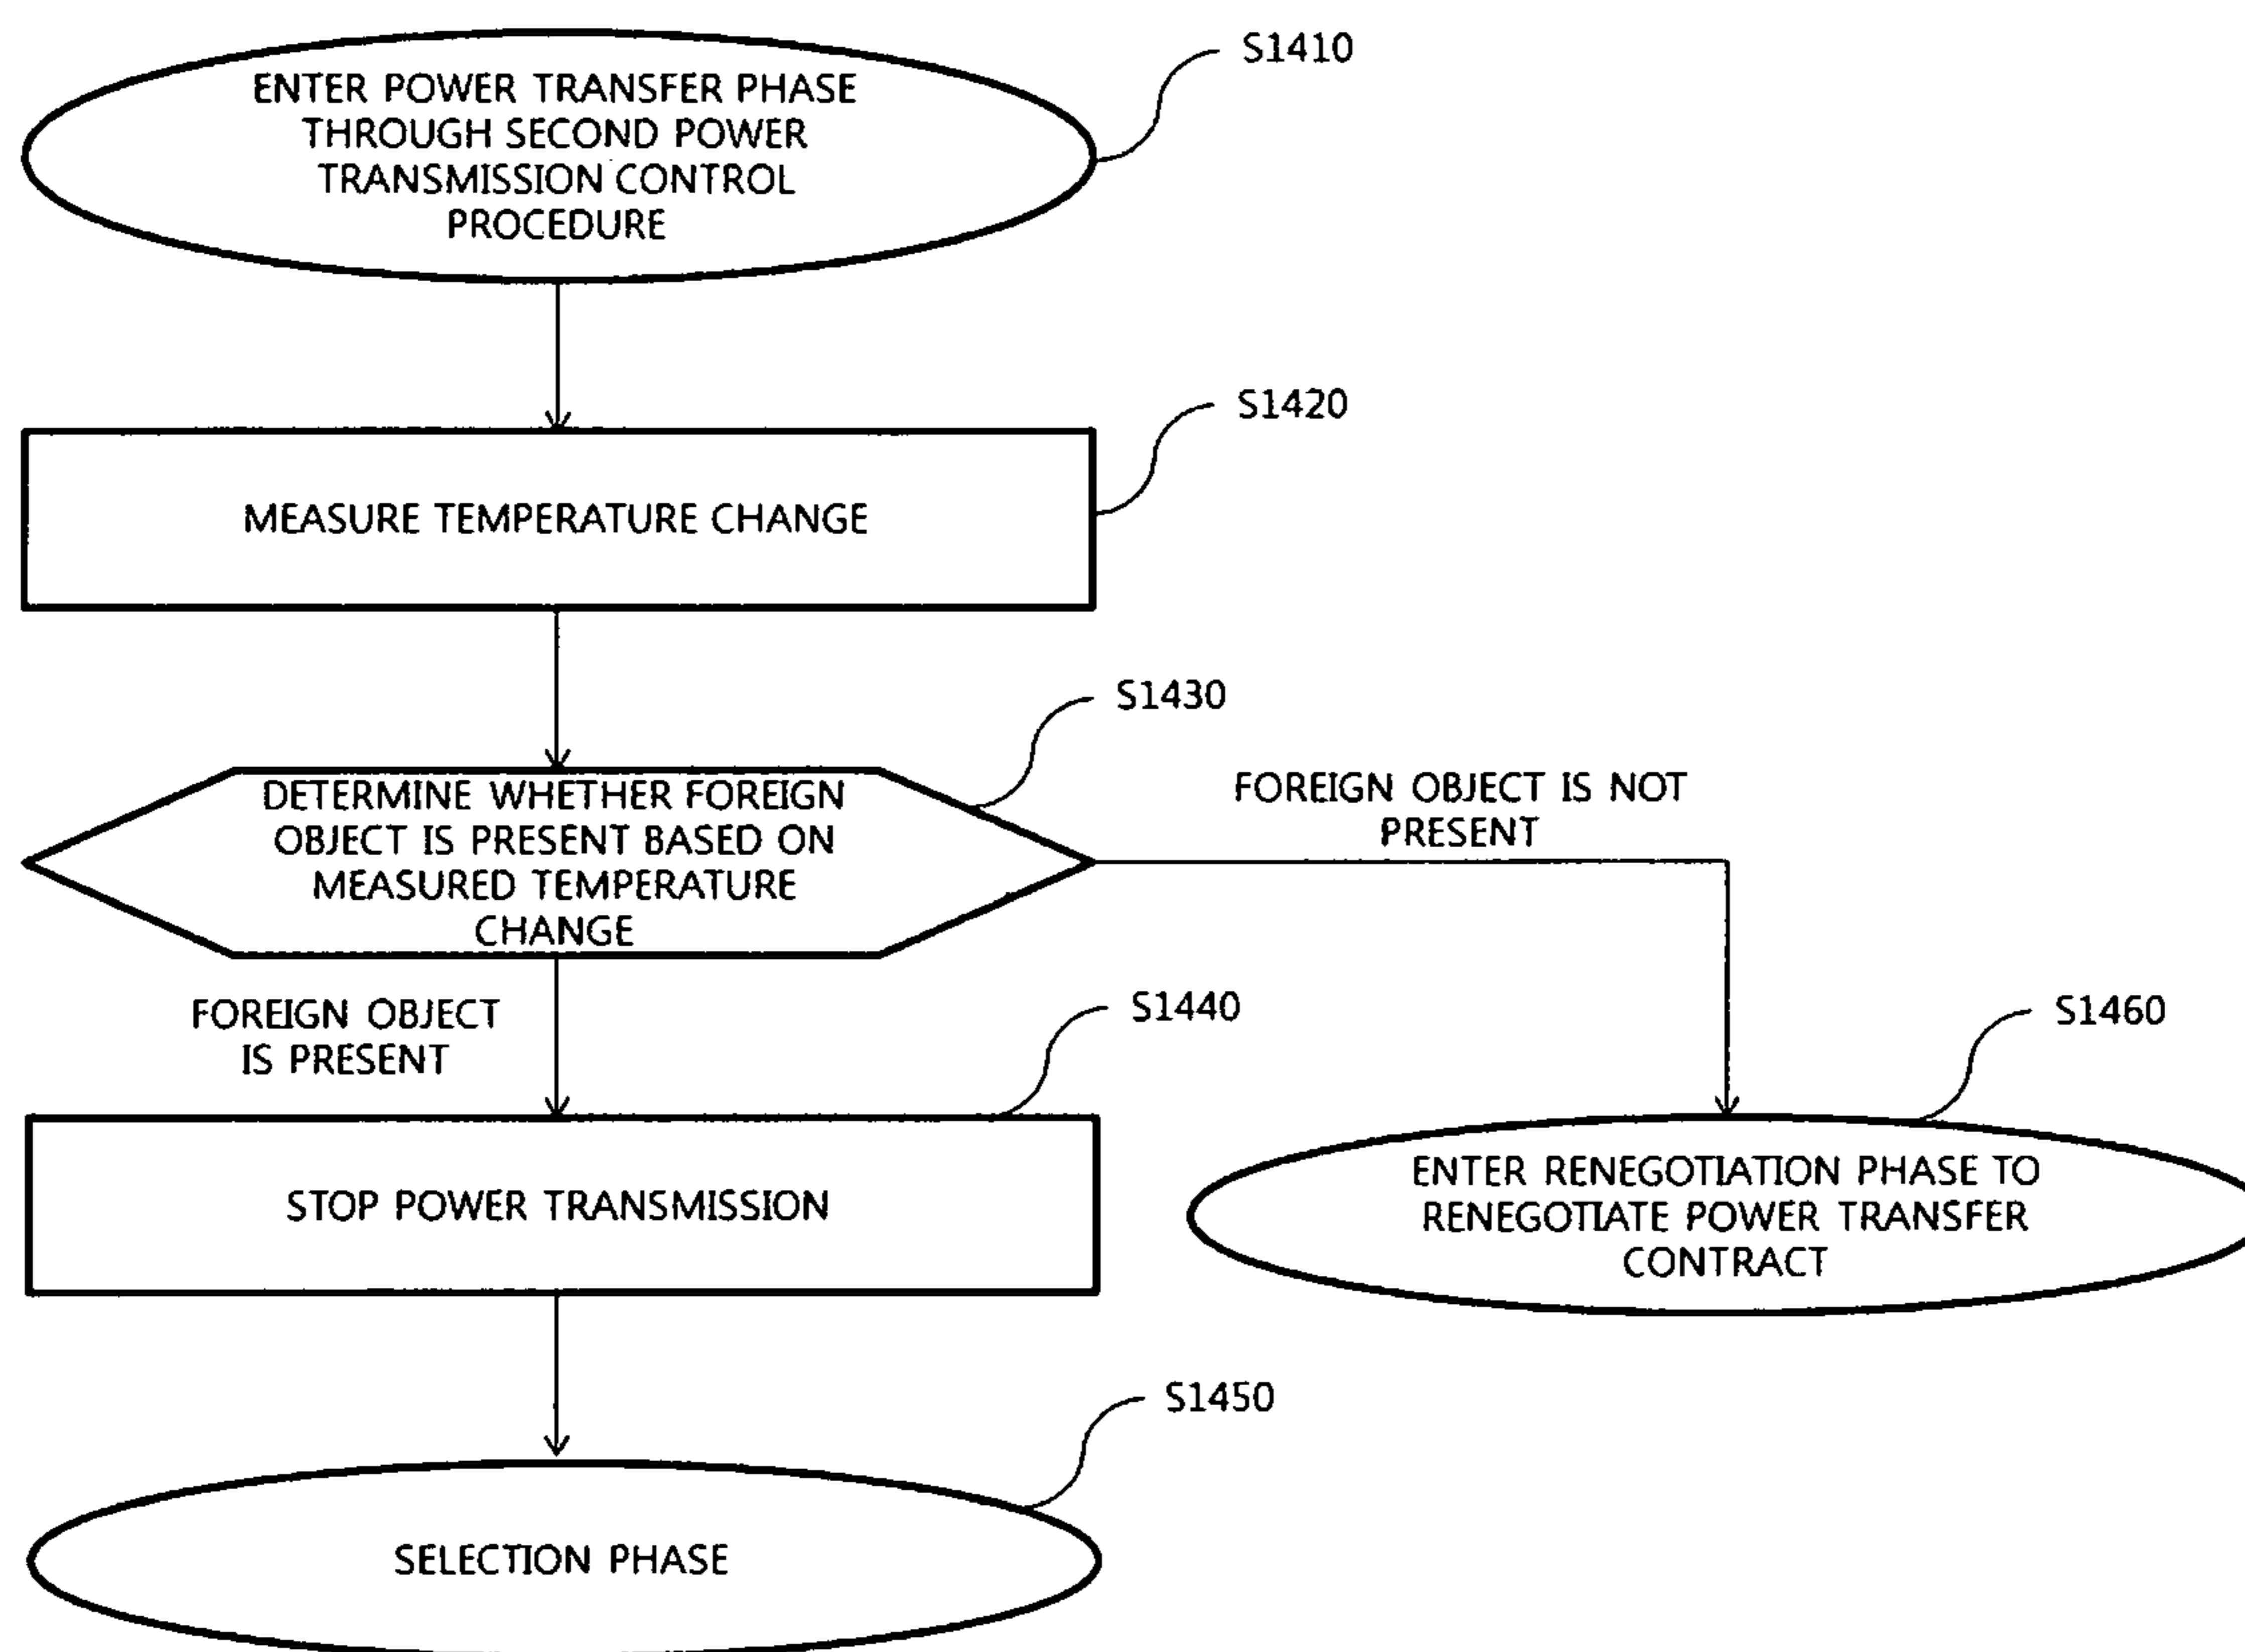 S1410
ENTER POWER TRANSFER PHASE
THROUGH SECOND POWER
TRANSMISSION CONTROL
PROCEDURE
S1420
MEASURE TEMPERATURE CHANGE
S1430
DETERMINE WHETHER FOREIGN
OBJECT IS PRESENT BASED ON
MEASURED TEMPERATURE
CHANGE
FOREIGN OBJECT IS NOT
PRESENT
FOREIGN OBJECT
IS PRESENT
S1440
STOP POWER TRANSMISSION
S1460
ENTER RENEGOTIATION PHASE TO
RENEGOTIATE POWER TRANSFER
CONTRACT
S1450
SELECTION PHASE